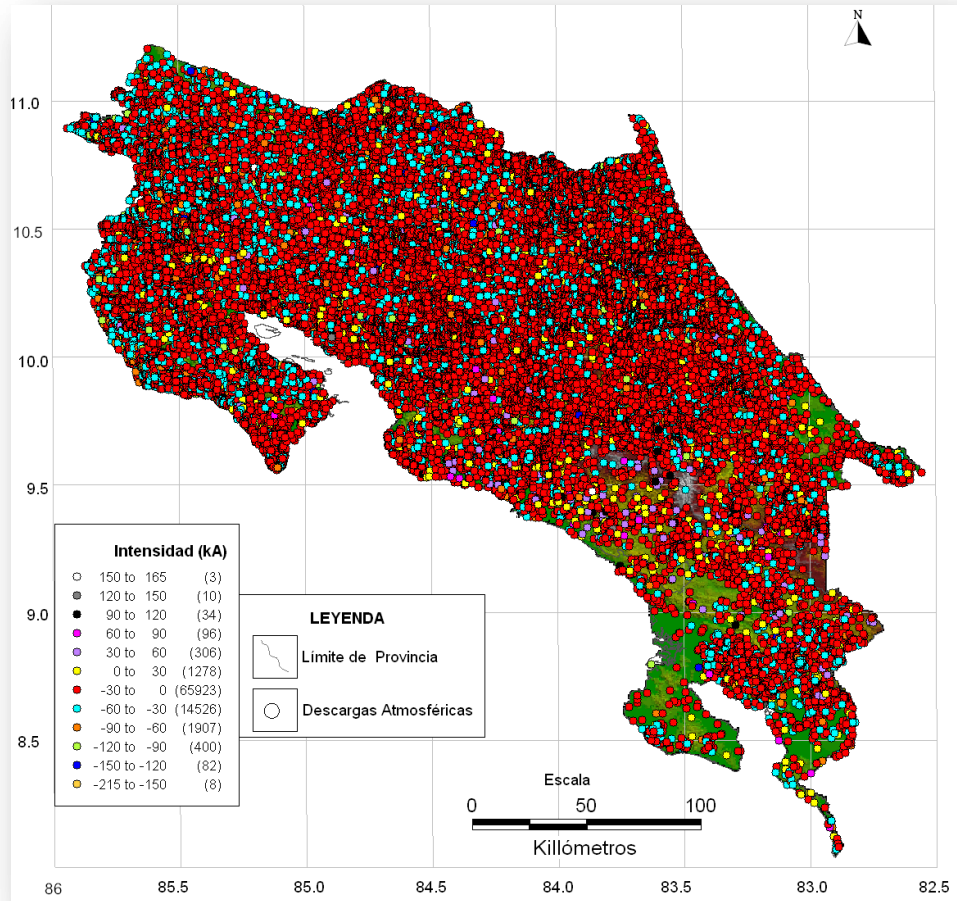 N
11.0
10.5
10.0
9.5
9.0
8.5
Intensidad (kA)
150 to 165 (3)
120 to 150 (10)
90 to 120 (34)
60 to 90 (96)
30 to 60 (306)
0 to 30 (1278)
-30 to 0 (65923)
-60 to -30 (14526)
-90 to -60 (1907)
-120 to -90 (400)
-150 to -120 (82)
-215 to -150 (8)
LEYENDA
Límite de Provincia
Descargas Atmosféricas
Escala
0 50 100
Killómetros
86 85.5 85.0 84.5 84.0 83.5 83.0 82.5